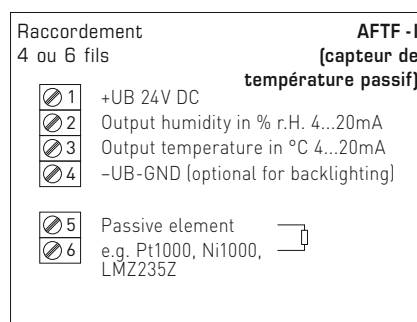 Raccordement
4 ou 6 fils
AFTF - I
(capteur de
température passif)
1 +UB 24V DC
2 Output humidity in % r.H. 4...20mA
3 Output temperature in °C 4...20mA
4 –UB-GND (optional for backlighting)
5 Passive element
6 e.g. Pt1000, Ni1000,
LMZ235Z